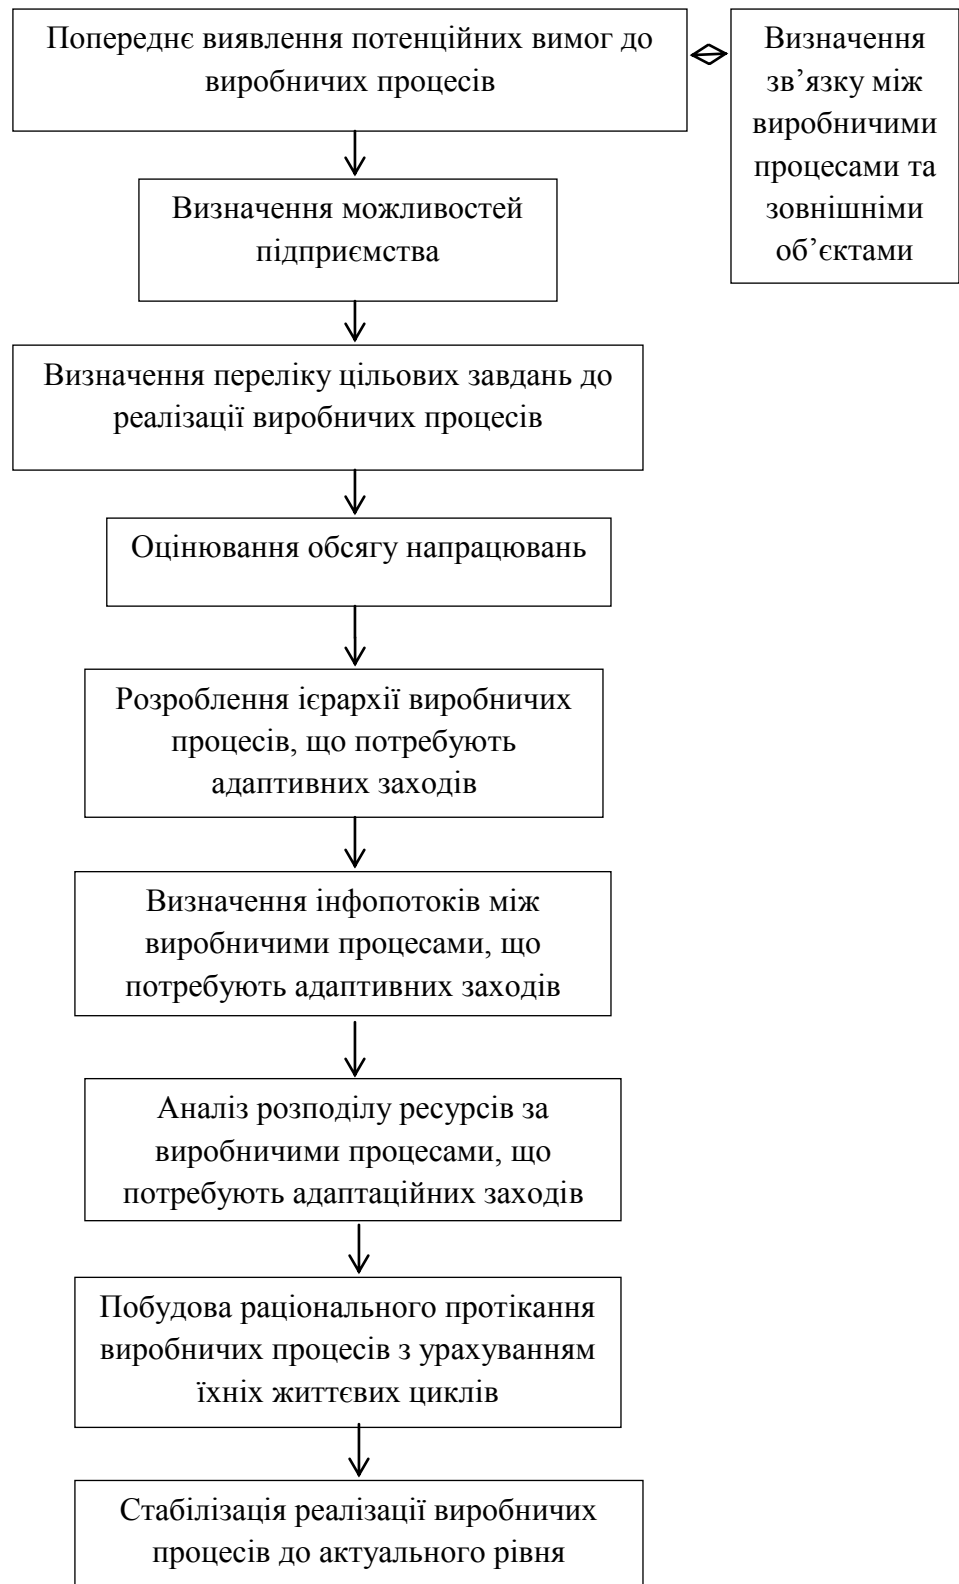 Попереднє виявлення потенційних вимог до
виробничих процесів
Визначення
зв’язку між
виробничими
процесами та
зовнішніми
об’єктами
Визначення можливостей
підприємства
Визначення переліку цільових завдань до
реалізації виробничих процесів
Оцінювання обсягу напрацювань
Розроблення ієрархії виробничих
процесів, що потребують
адаптивних заходів
Визначення інфопотоків між
виробничими процесами, що
потребують адаптивних заходів
Аналіз розподілу ресурсів за
виробничими процесами, що
потребують адаптаційних заходів
Побудова раціонального протікання
виробничих процесів з урахуванням
їхніх життєвих циклів
Стабілізація реалізації виробничих
процесів до актуального рівня